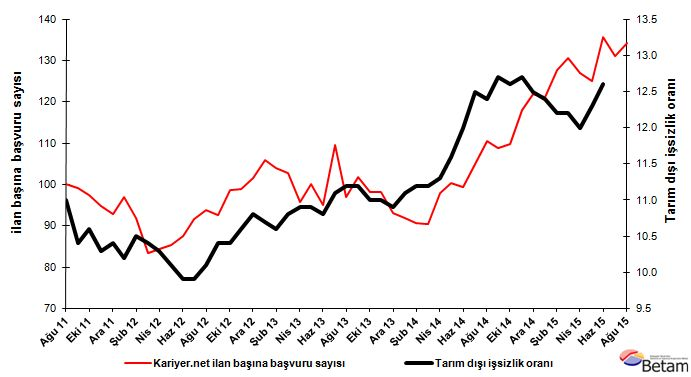 140
130
120
110
100
90
80
70
ilan başına başvuru sayısı
13.5
13.0
12.5
12.0
11.5
11.0
10.5
10.0
9.5
Tarım dışı işsizlik oranı
Ağu 11
Eki 11
Ara 11
Şub 12
Nis 12
Haz 12
Ağu 12
Eki 12
Ara 12
Şub 13
Nis 13
Haz 13
Ağu 13
Eki 13
Ara 13
Şub 14
Nis 14
Haz 14
Ağu 14
Eki 14
Ara 14
Şub 15
Nis 15
Haz 15
Ağu 15
Kariyer.net ilan başına başvuru sayısı
Tarım dışı işsizlik oranı
Betam